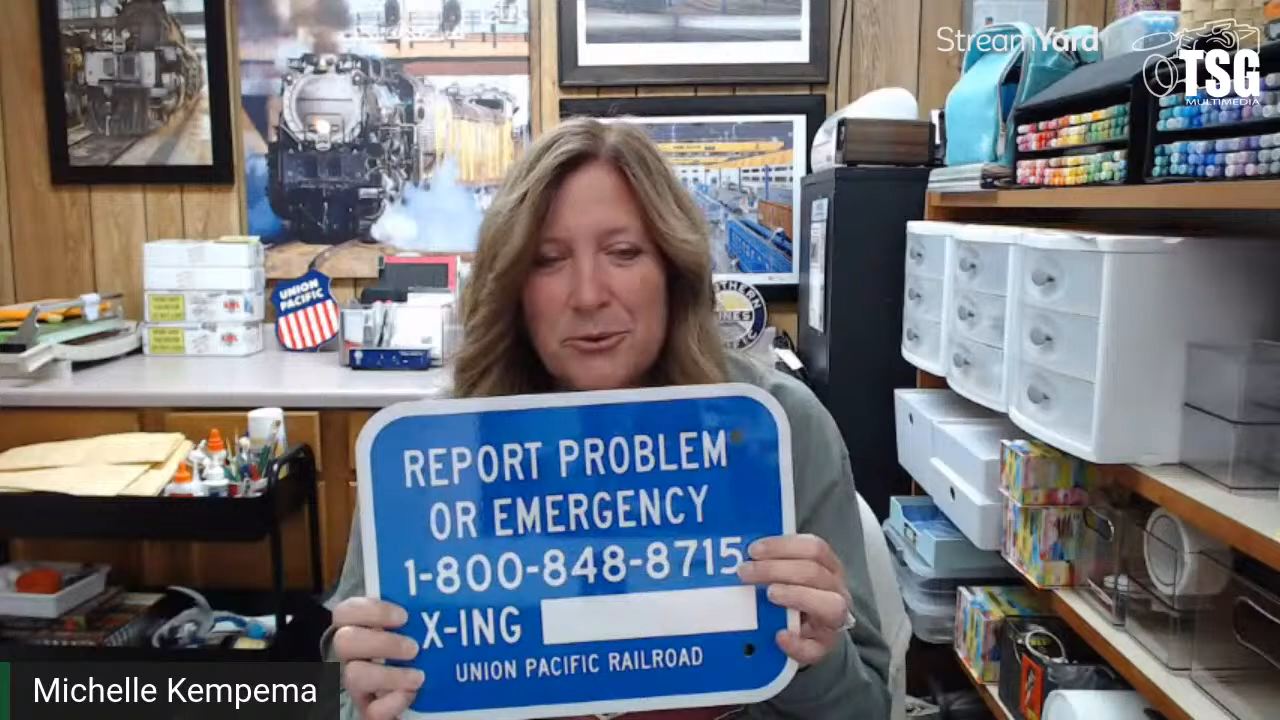 StreamYard
TSG
MULTIMEDIA
UNION
PACIFIC
REPORT PROBLEM
OR EMERGENCY
1-800-848-8715
X-ING
UNION PACIFIC RAILROAD
Michelle Kempema